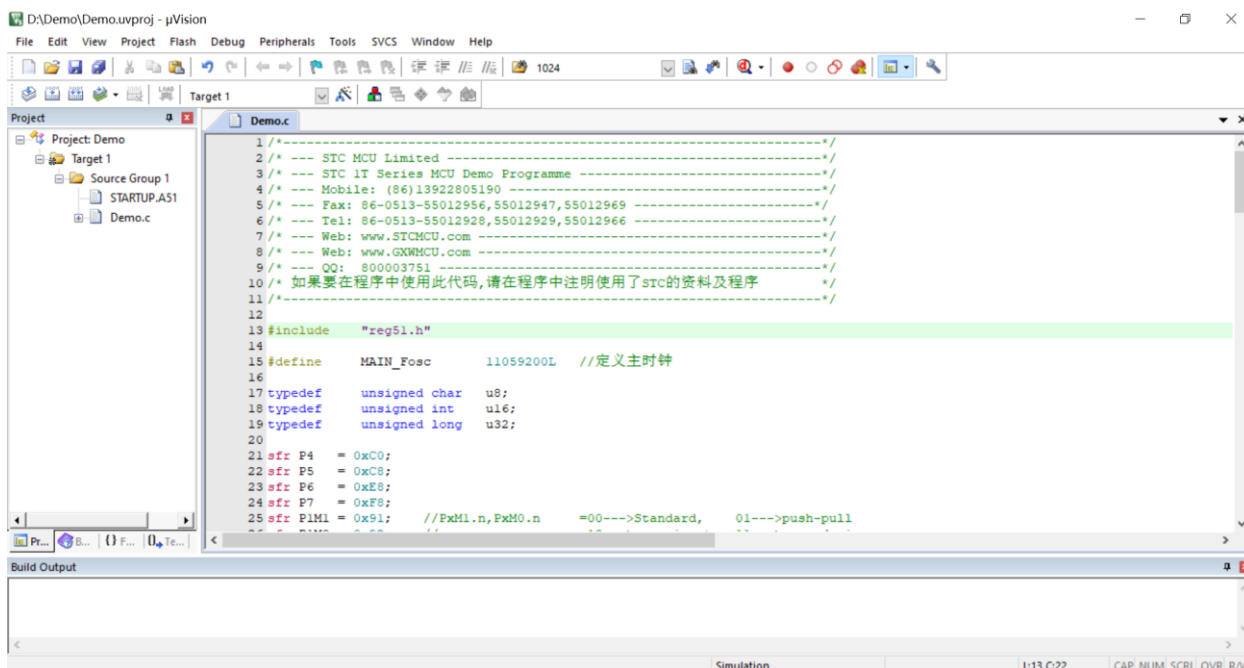 D:\Demo\Demo.uvproj - µVision
File Edit View Project Flash Debug Peripherals Tools SVCS Window Help
1024
LOAD Target 1
Project
Demo.c
Project: Demo
Target 1
Source Group 1
STARTUP.A51
Demo.c
1 /*---------------------------------------------------------------------*/
2 /* --- STC MCU Limited ------------------------------------------------*/
3 /* --- STC 1T Series MCU Demo Programme -------------------------------*/
4 /* --- Mobile: (86)13922805190 ----------------------------------------*/
5 /* --- Fax: 86-0513-55012956,55012947,55012969 -----------------------*/
6 /* --- Tel: 86-0513-55012928,55012929,55012966 ------------------------*/
7 /* --- Web: www.STCMCU.com --------------------------------------------*/
8 /* --- Web: www.GXWMCU.com --------------------------------------------*/
9 /* --- QQ:  800003751 -------------------------------------------------*/
10 /* 如果要在程序中使用此代码,请在程序中注明使用了STC的资料及程序        */
11 /*---------------------------------------------------------------------*/
12
13 #include    "reg51.h"
14
15 #define     MAIN_Fosc       11059200L   //定义主时钟
16
17 typedef     unsigned char   u8;
18 typedef     unsigned int    u16;
19 typedef     unsigned long   u32;
20
21 sfr P4   = 0xC0;
22 sfr P5   = 0xC8;
23 sfr P6   = 0xE8;
24 sfr P7   = 0xF8;
25 sfr P1M1 = 0x91;    //PxM1.n,PxM0.n     =00--->Standard,    01--->push-pull
Pr... B... {} F... Te...
Build Output
Simulation L:13 C:22 CAP NUM SCRL OVR R/W